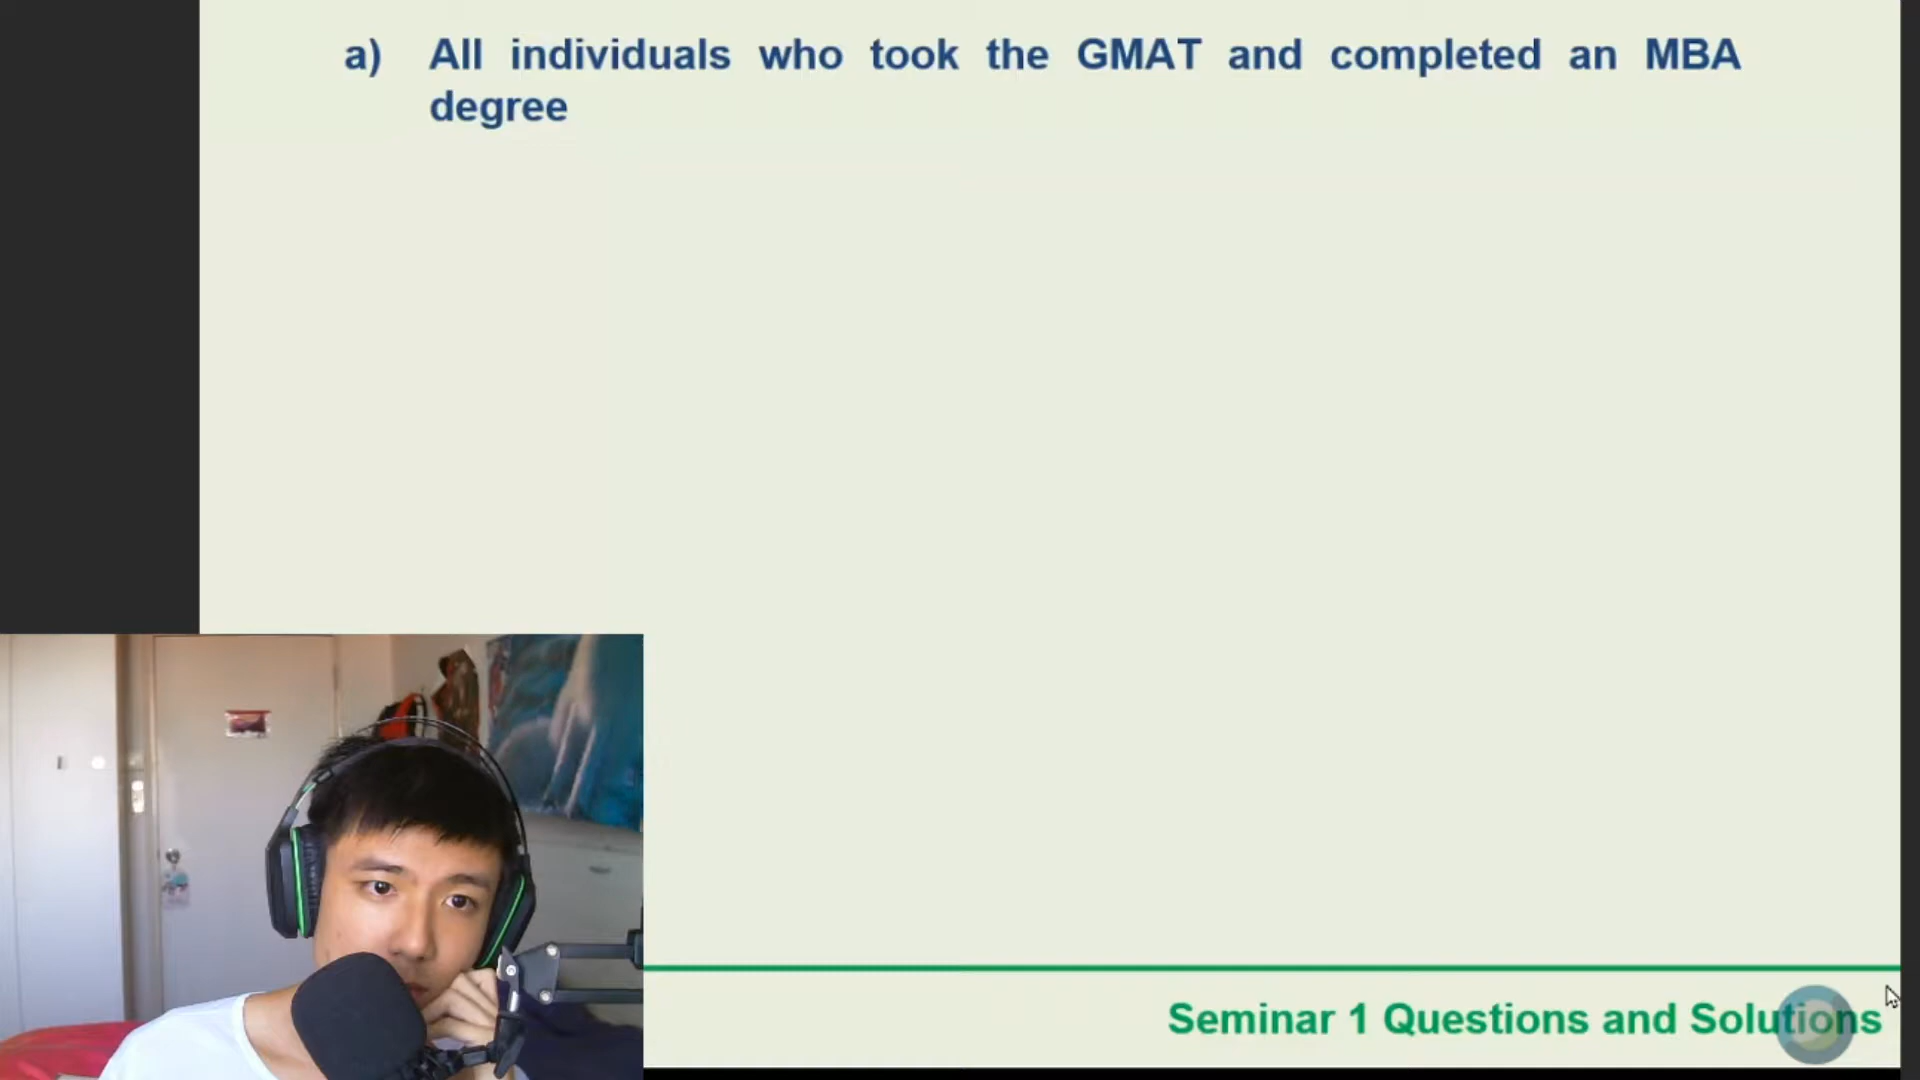 a) All individuals who took the GMAT and completed an MBA
degree
Seminar 1 Questions and Solutions